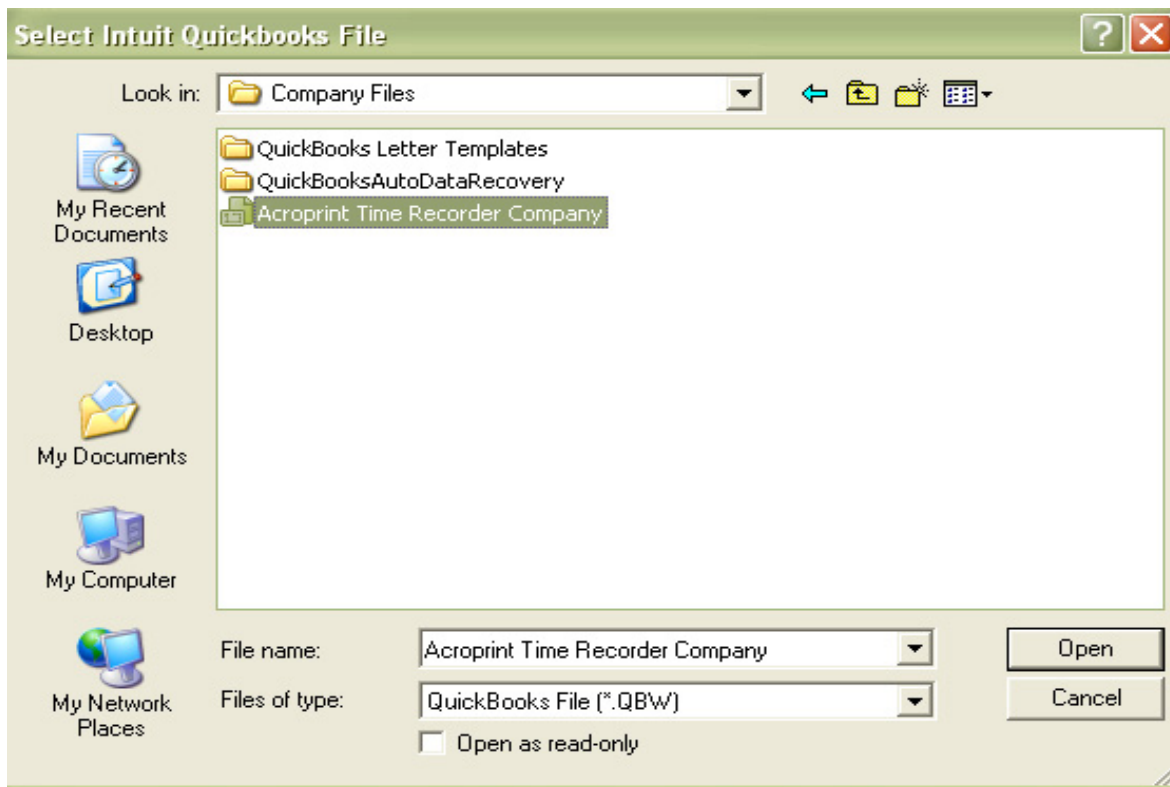 Select Intuit Quickbooks File
?
Look in:
Company Files
QuickBooks Letter Templates
QuickBooksAutoDataRecovery
Acroprint Time Recorder Company
My Recent
Documents
Desktop
My Documents
My Computer
My Network
Places
File name:
Acroprint Time Recorder Company
Open
Files of type:
QuickBooks File (*.QBW)
Cancel
Open as read-only